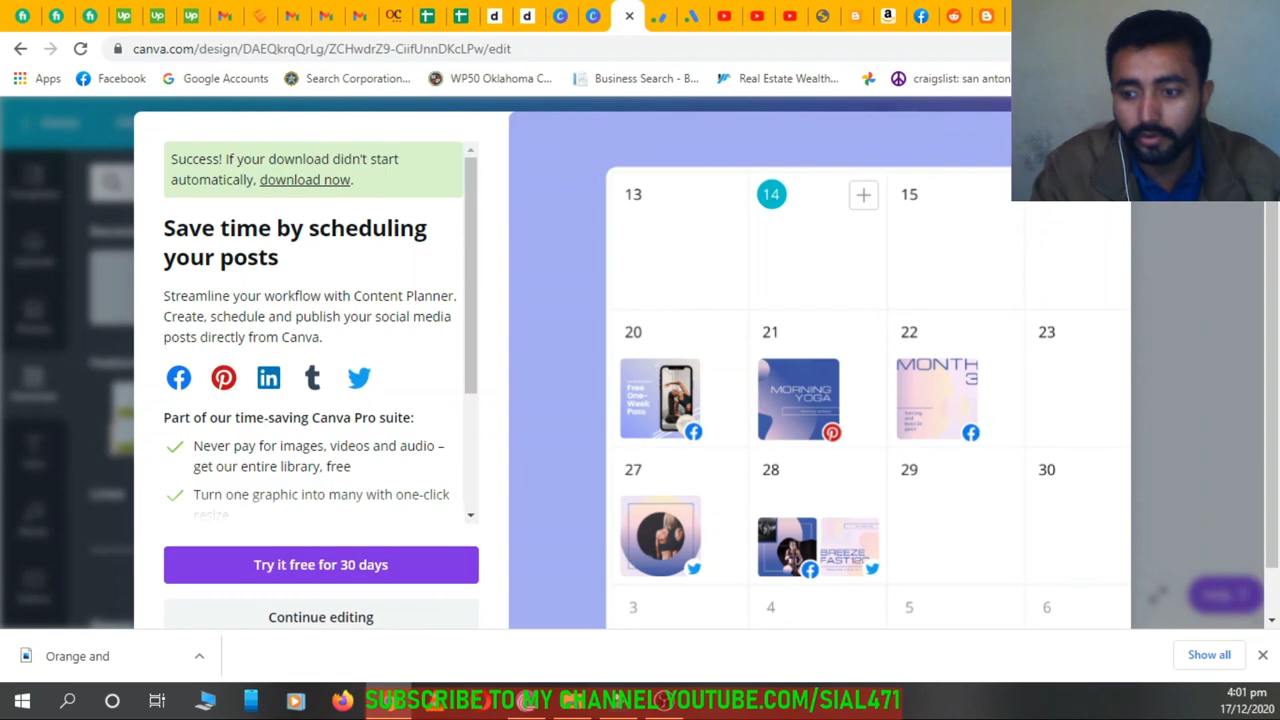 canva.com/design/DAEQkrqQrLg/ZCHwdrZ9-CiifUnnDKcLPw/edit
Apps Facebook Google Accounts Search Corporation... WP50 Oklahoma C... Business Search - B... Real Estate Wealth... craigslist: san anton
Success! If your download didn't start
automatically, download now.
Save time by scheduling
your posts
Streamline your workflow with Content Planner.
Create, schedule and publish your social media
posts directly from Canva.
Part of our time-saving Canva Pro suite:
Never pay for images, videos and audio –
get our entire library, free
Turn one graphic into many with one-click
resize
Try it free for 30 days
Continue editing
13 14 15
20 21 22 23
Free
One-
Week
Pass
MORNING
YOGA
MONTH
3
27 28 29 30
BREEZE
3 4 5 6
Orange and
Show all
SUBSCRIBE TO MY CHANNEL YOUTUBE.COM/SIAL471
4:01 pm
17/12/2020